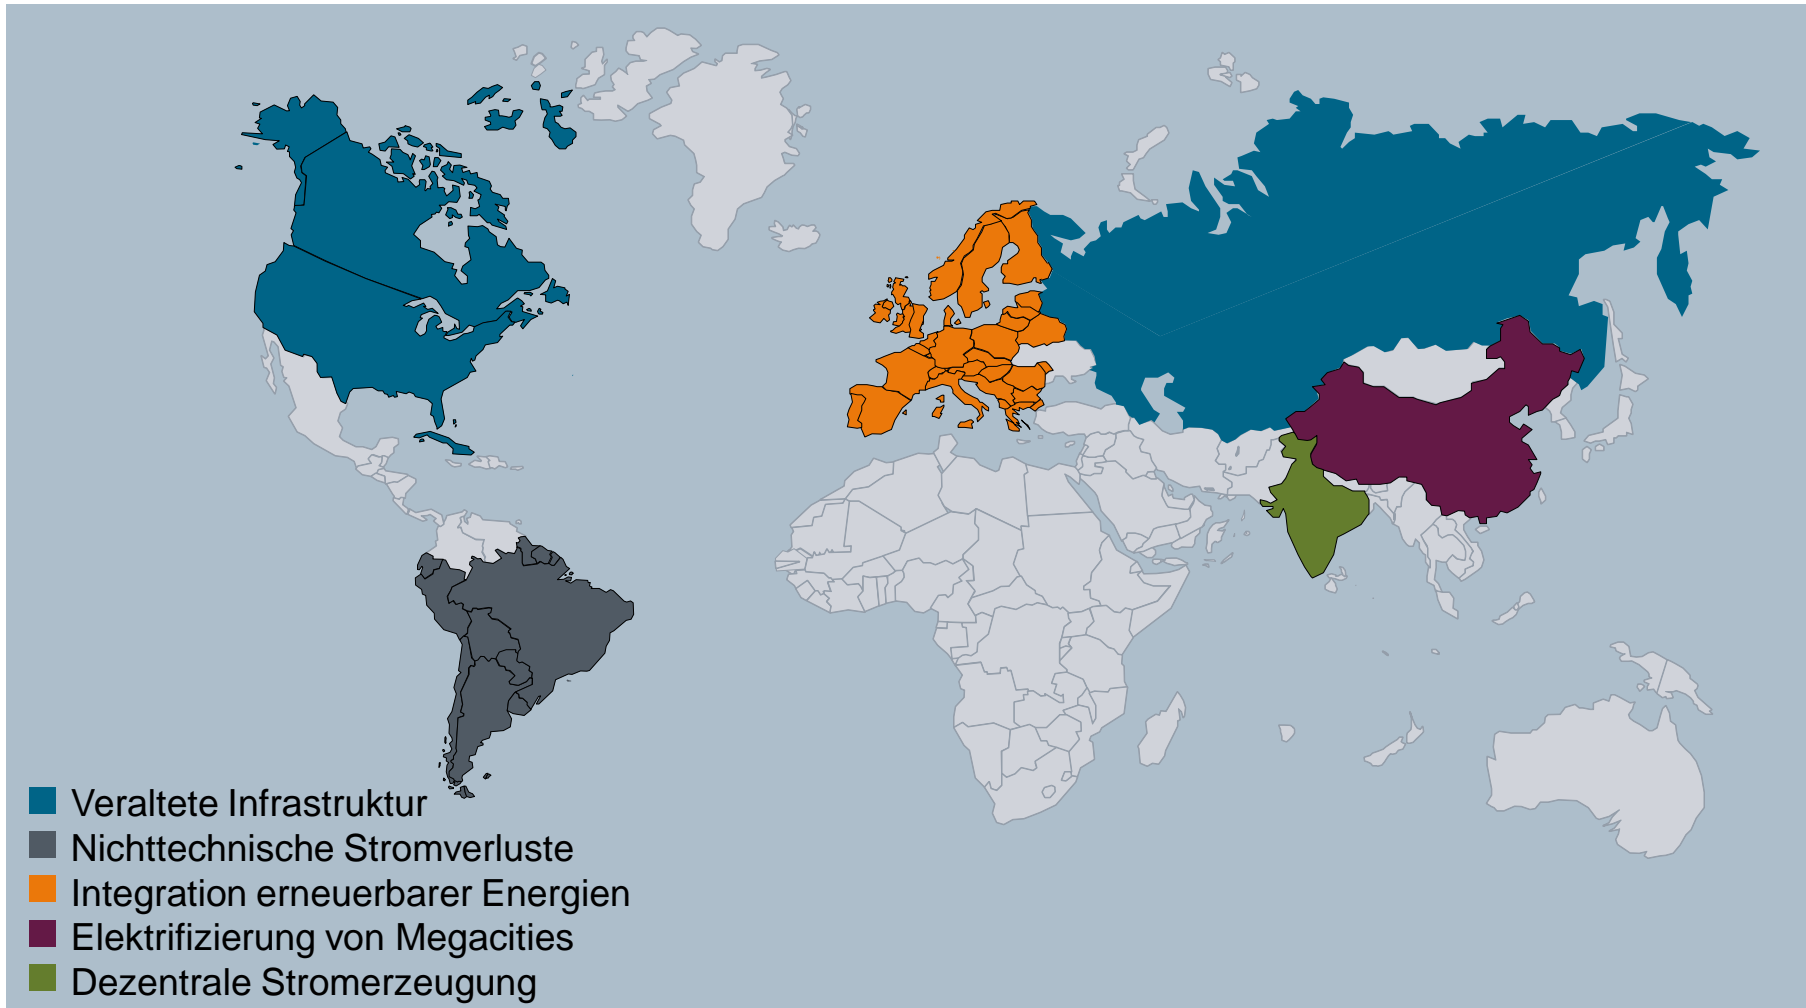 Veraltete Infrastruktur
Nichttechnische Stromverluste
Integration erneuerbarer Energien
Elektrifizierung von Megacities
Dezentrale Stromerzeugung